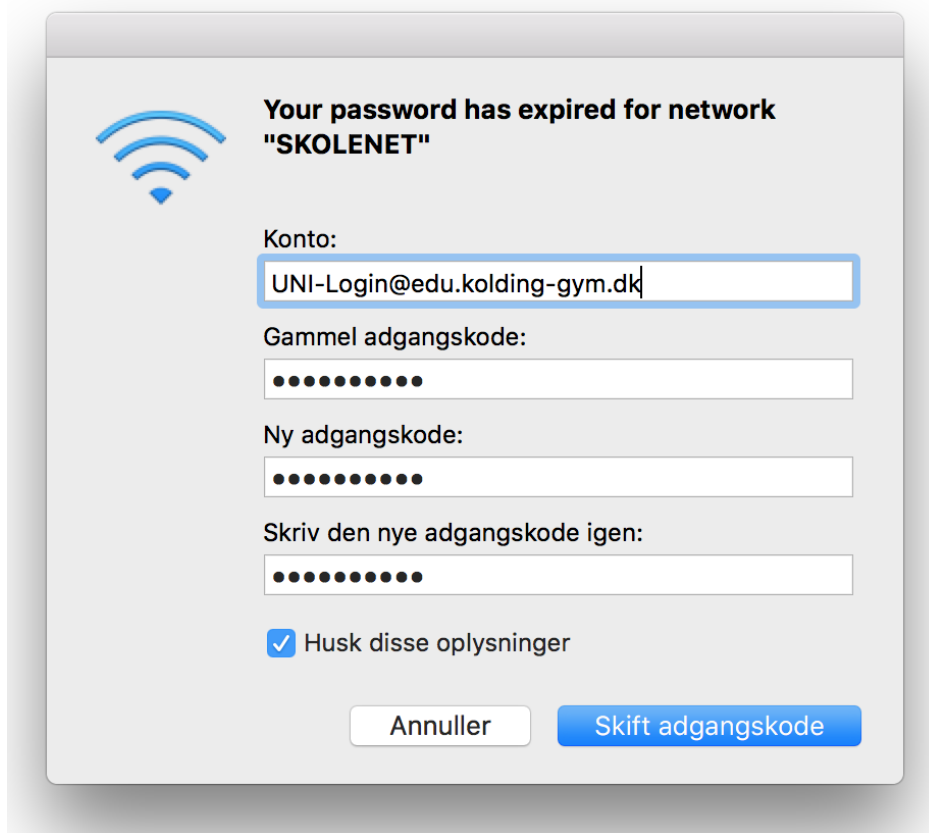 Your password has expired for network
"SKOLENET"
Konto:
UNI-Login@edu.kolding-gym.dk
Gammel adgangskode:
••••••••••
Ny adgangskode:
••••••••••
Skriv den nye adgangskode igen:
••••••••••
Husk disse oplysninger
Annuller
Skift adgangskode